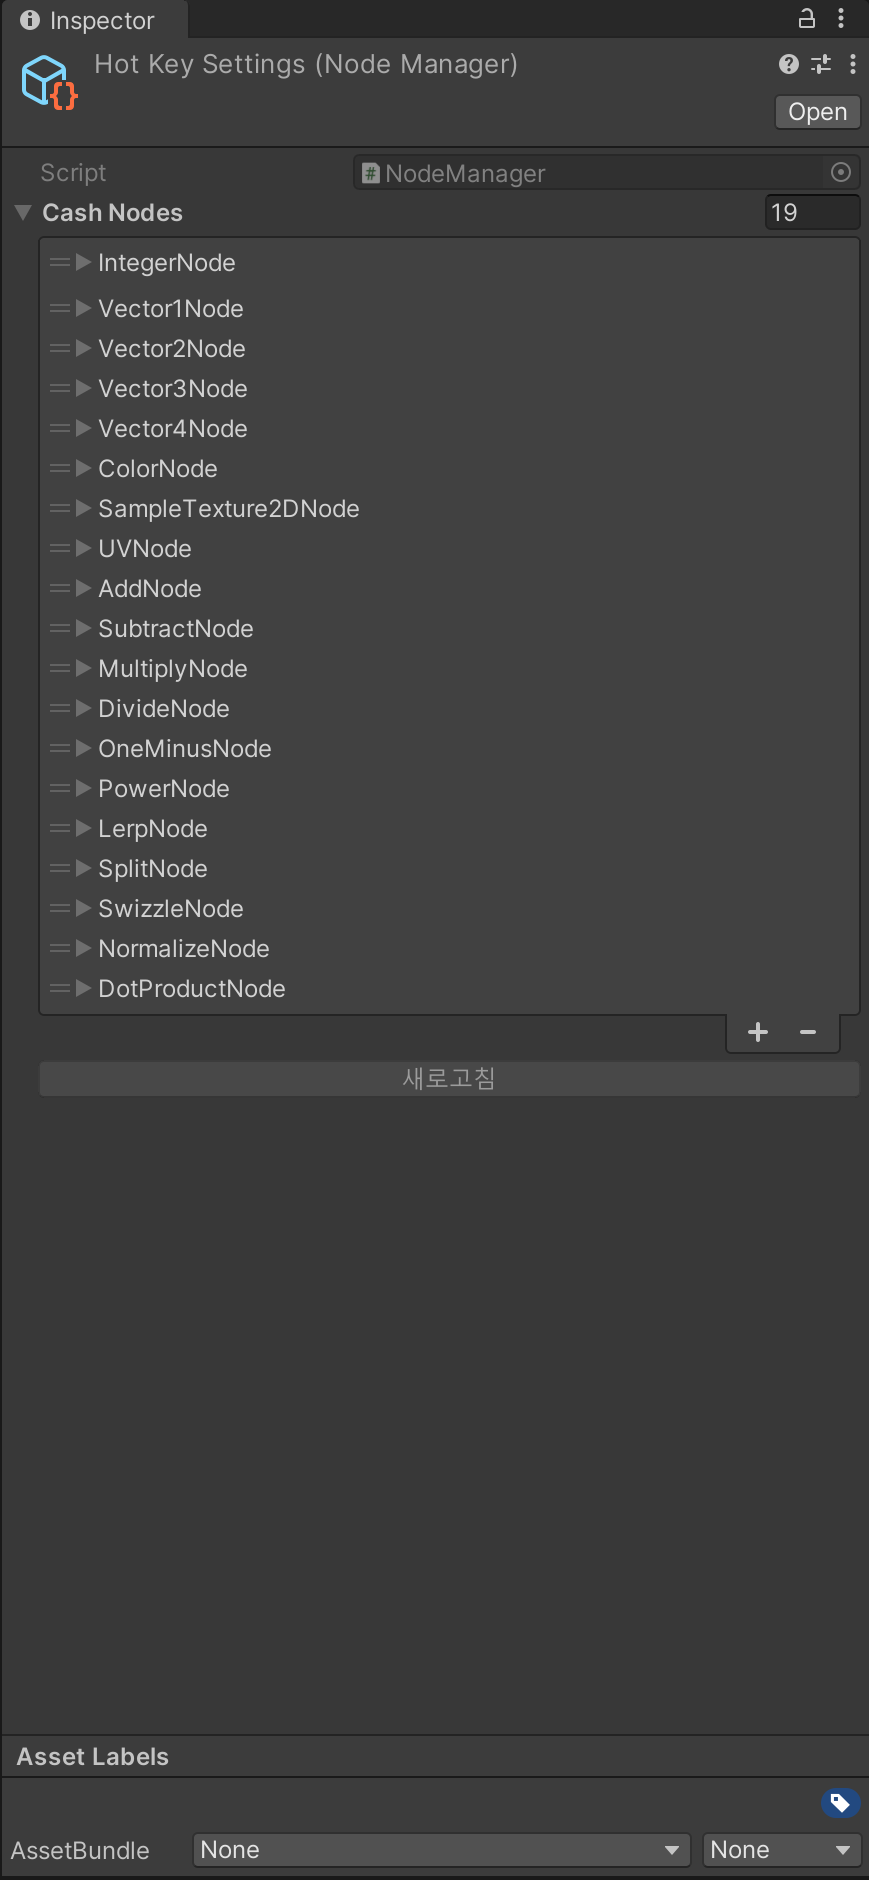 Inspector
Hot Key Settings (Node Manager)
Open
Script NodeManager
Cash Nodes 19
IntegerNode
Vector1Node
Vector2Node
Vector3Node
Vector4Node
ColorNode
SampleTexture2DNode
UVNode
AddNode
SubtractNode
MultiplyNode
DivideNode
OneMinusNode
PowerNode
LerpNode
SplitNode
SwizzleNode
NormalizeNode
DotProductNode
새로고침
Asset Labels
AssetBundle None None